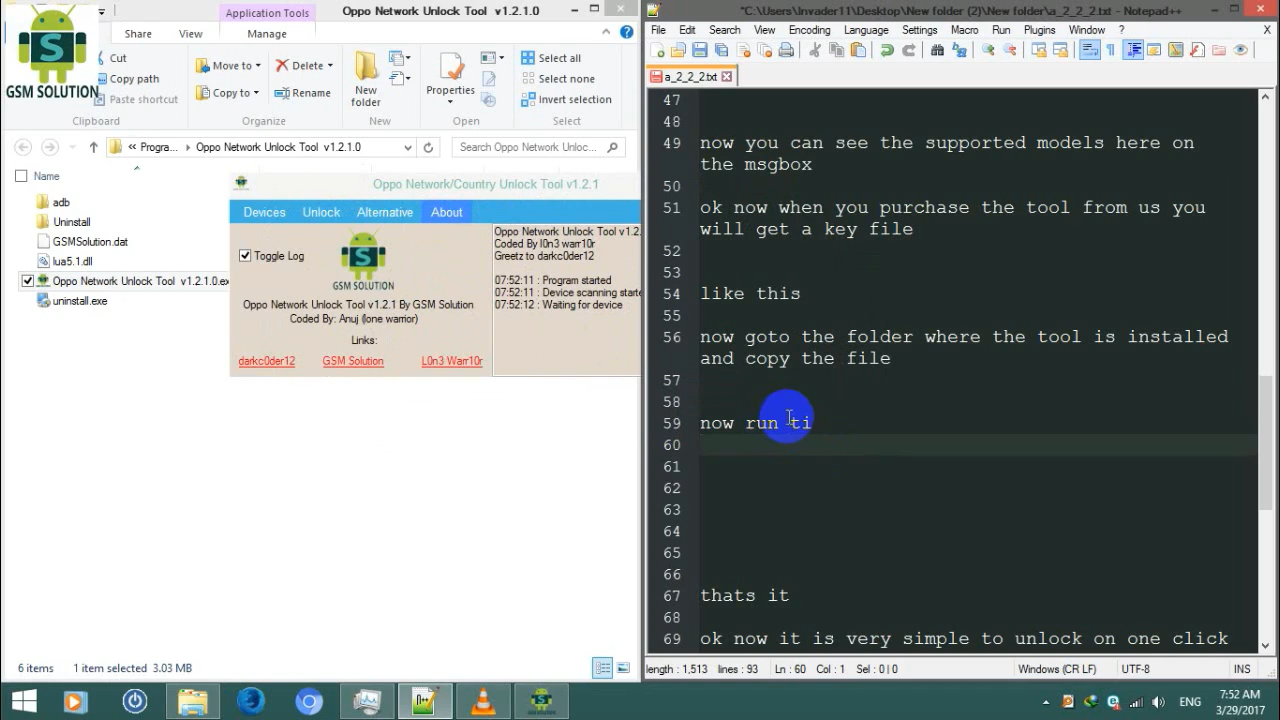 Application Tools
Oppo Network Unlock Tool v1.2.1.0
Share
View
Manage
S
GSM SOLUTION
Cut
Copy path
Paste shortcut
Clipboard
Move to
Copy to
Delete
Rename
Organize
New
folder
New
Properties
Open
Select all
Select none
Invert selection
Select
« Progra...
Oppo Network Unlock Tool v1.2.1.0
Search Oppo Network Unloc...
Name
adb
Uninstall
GSMSolution.dat
lua5.1.dll
Oppo Network Unlock Tool v1.2.1.0.ex
uninstall.exe
Oppo Network/Country Unlock Tool v1.2.1
Devices
Unlock
Alternative
About
Toggle Log
GSM SOLUTION
Oppo Network Unlock Tool v1.2.1 By GSM Solution
Coded By: Anuj (lone warrior)
Links:
darkc0der12
GSM Solution
L0n3 Warr10r
Oppo Network Unlock Tool v1.2.
Coded By l0n3 warr10r
Greetz to darkc0der12
07:52:11 : Program started
07:52:11 : Device scanning starte
07:52:12 : Waiting for device
6 items
1 item selected 3.03 MB
*C:\Users\Invader11\Desktop\New folder (2)\New folder\a_2_2_2.txt - Notepad++
File
Edit
Search
View
Encoding
Language
Settings
Macro
Run
Plugins
Window
?
X
a_2_2_2.txt
47
48
49 now you can see the supported models here on
the msgbox
50
51 ok now when you purchase the tool from us you
will get a key file
52
53
54 like this
55
56 now goto the folder where the tool is installed
and copy the file
57
58
59 now run ti
60
61
62
63
64
65
66
67 thats it
68
69 ok now it is very simple to unlock on one click
length : 1,513 lines : 93
Ln : 60 Col : 1 Sel : 0 | 0
Windows (CR LF)
UTF-8
INS
ENG
7:52 AM
3/29/2017